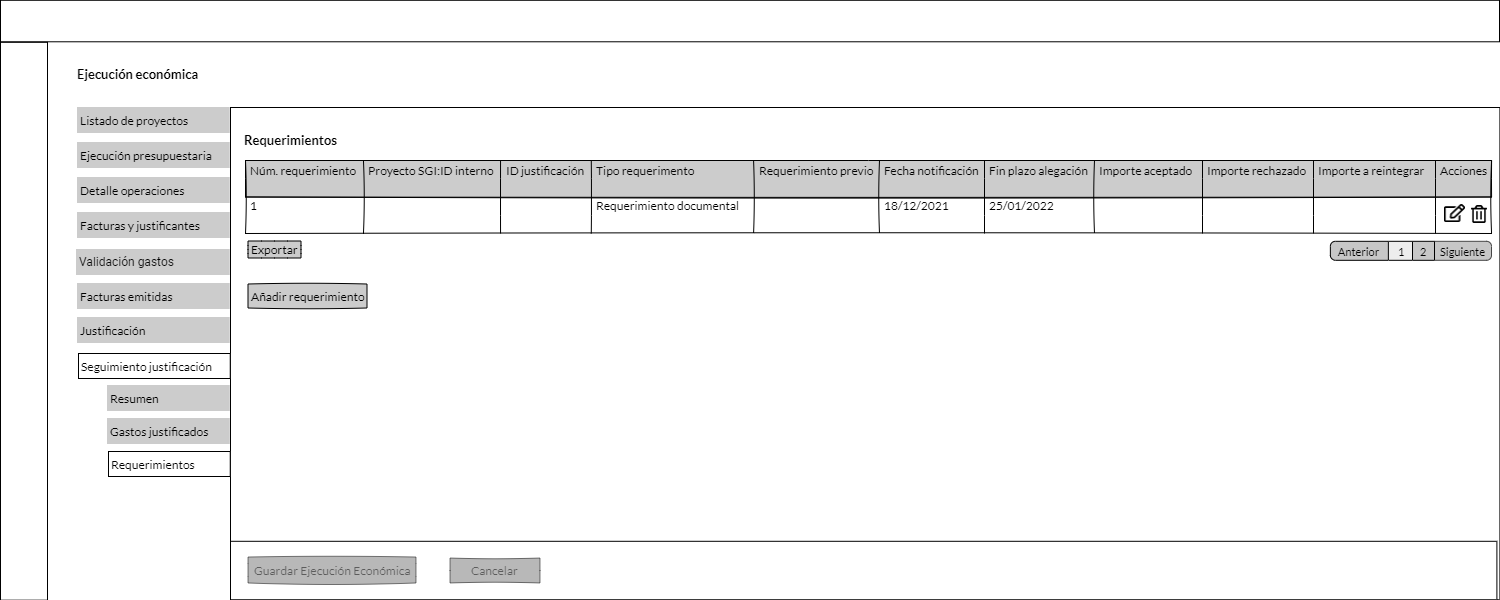 Ejecución económica
Listado de proyectos
Ejecución presupuestaria
Detalle operaciones
Facturas y justificantes
Validación gastos
Facturas emitidas
Justificación
Seguimiento justificación
Resumen
Gastos justificados
Requerimientos
Requerimientos
Núm. requerimiento Proyecto SGI:ID interno ID justificación Tipo requerimento Requerimiento previo Fecha notificación Fin plazo alegación Importe aceptado Importe rechazado Importe a reintegrar Acciones
1 Requerimiento documental 18/12/2021 25/01/2022
Exportar
Anterior 1 2 Siguiente
Añadir requerimiento
Guardar Ejecución Económica Cancelar